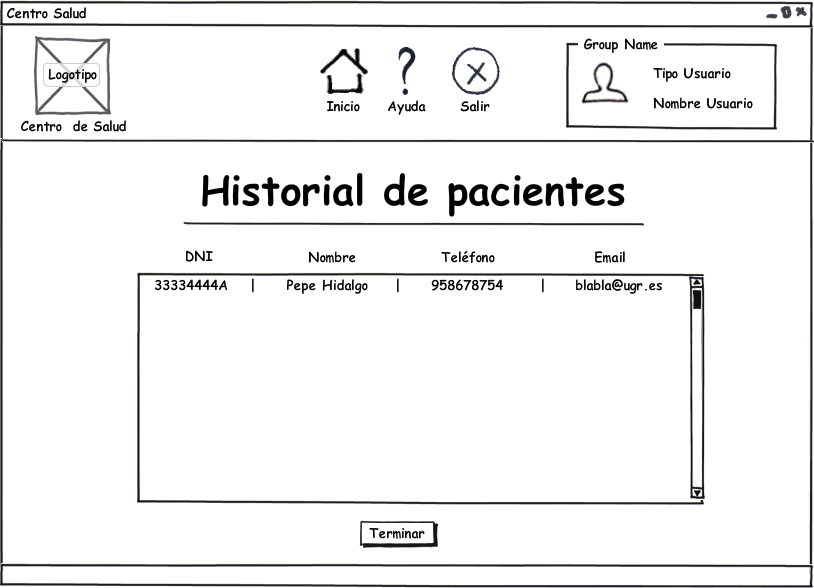 Centro Salud
Logotipo
Centro de Salud
Inicio
Ayuda
Salir
Group Name
Tipo Usuario
Nombre Usuario
Historial de pacientes
DNI Nombre Teléfono Email
33334444A | Pepe Hidalgo | 958678754 | blabla@ugr.es
Terminar